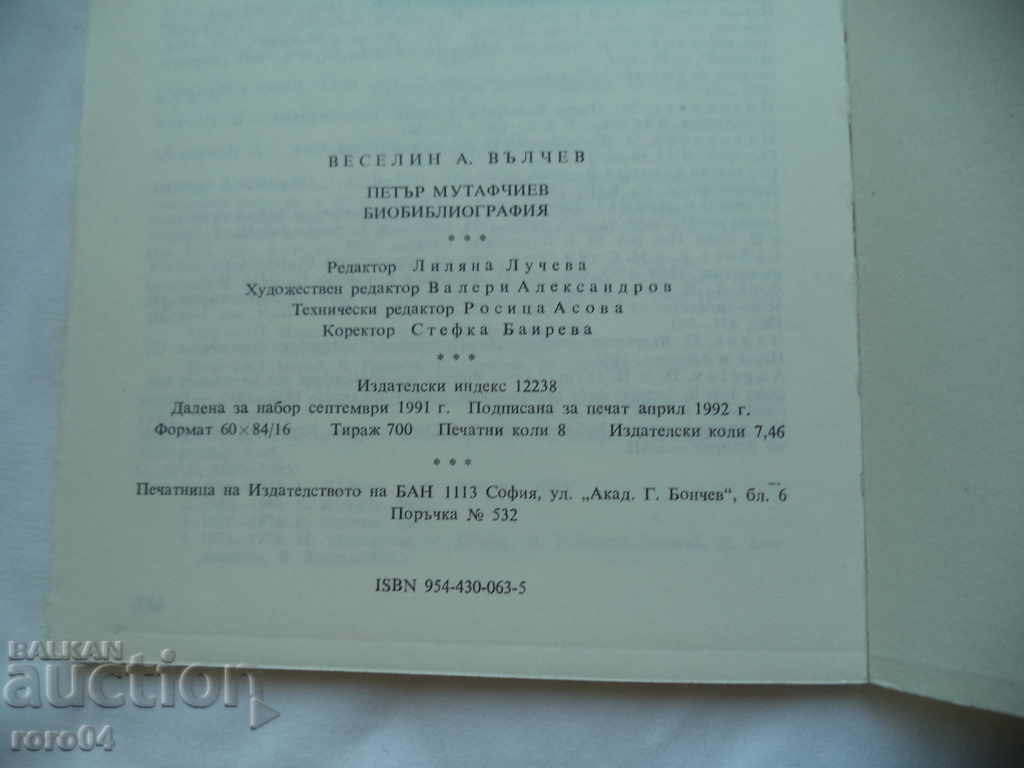 ВЕСЕЛИН А. ВЪЛЧЕВ
ПЕТЪР МУТАФЧИЕВ
БИОБИБЛИОГРАФИЯ
* * *
Редактор Лиляна Лучева
Художествен редактор Валери Александров
Технически редактор Росица Асова
Коректор Стефка Баирева
* * *
Издателски индекс 12238
Дадена за набор септември 1991 г. Подписана за печат април 1992 г.
Формат 60×84/16 Тираж 700 Печатни коли 8 Издателски коли 7,46
* * *
Печатница на Издателството на БАН 1113 София, ул. „Акад. Г. Бончев“, бл. 6
Поръчка № 532
ISBN 954-430-063-5
BALKAN
auction
roro04